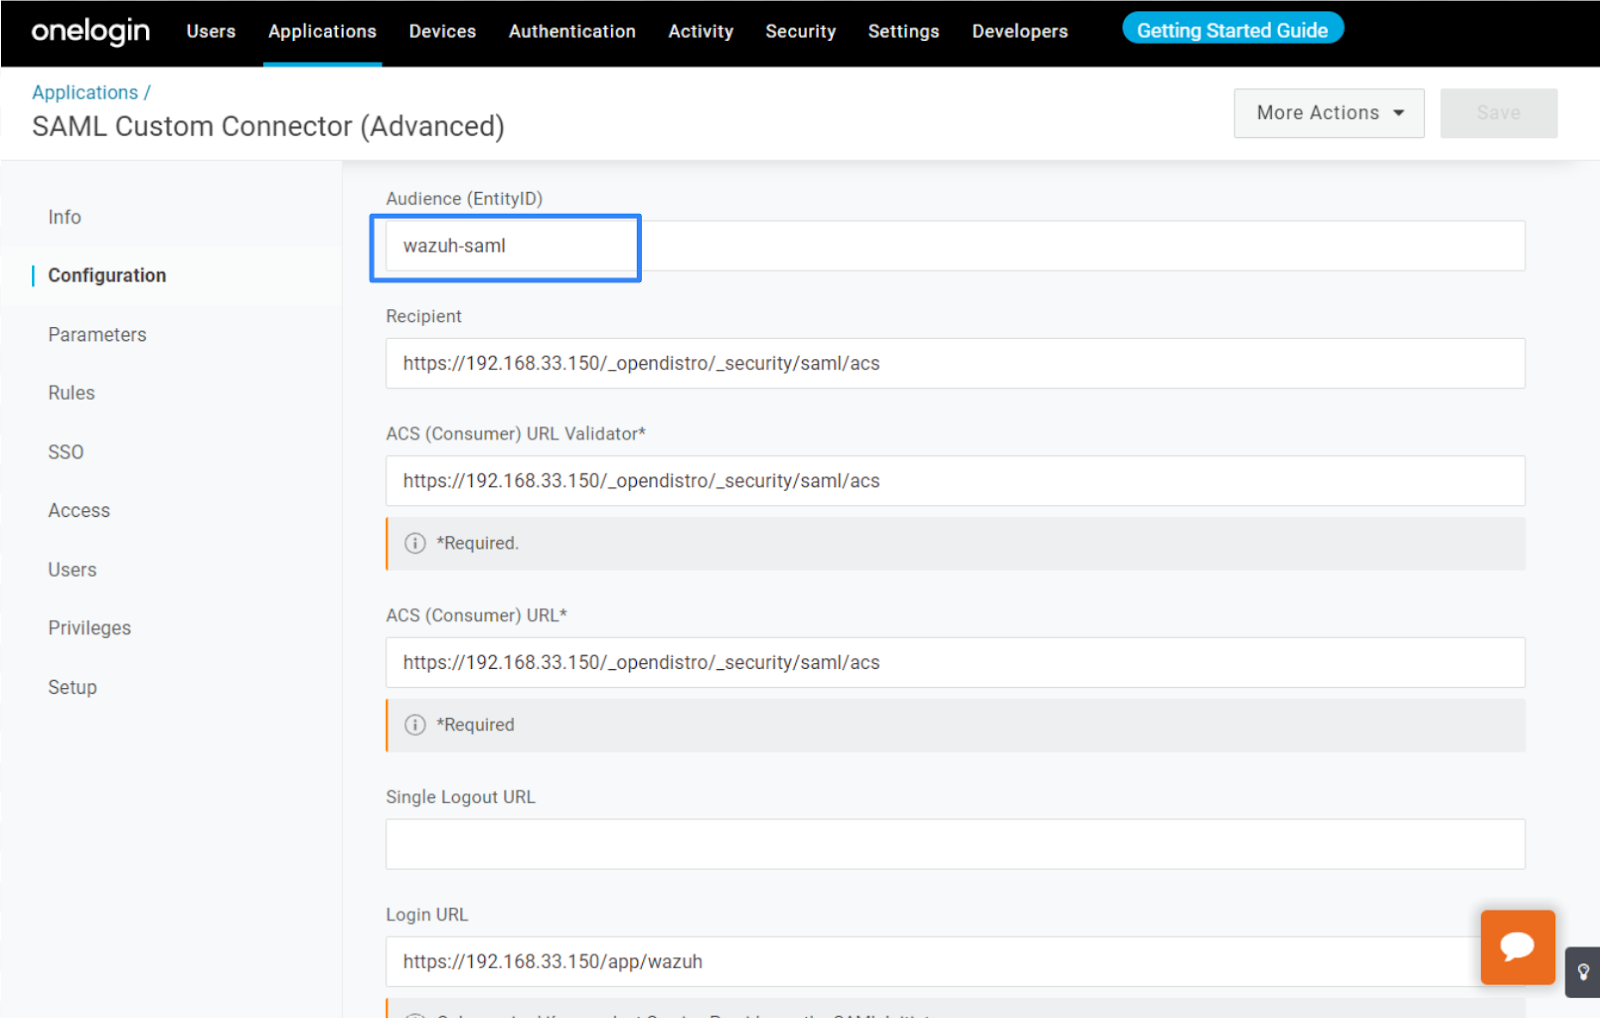 onelogin Users Applications Devices Authentication Activity Security Settings Developers Getting Started Guide
Applications /
SAML Custom Connector (Advanced)
More Actions
Save
Info
Configuration
Parameters
Rules
SSO
Access
Users
Privileges
Setup
Audience (EntityID)
wazuh-saml
Recipient
https://192.168.33.150/_opendistro/_security/saml/acs
ACS (Consumer) URL Validator*
https://192.168.33.150/_opendistro/_security/saml/acs
*Required.
ACS (Consumer) URL*
https://192.168.33.150/_opendistro/_security/saml/acs
*Required
Single Logout URL
Login URL
https://192.168.33.150/app/wazuh